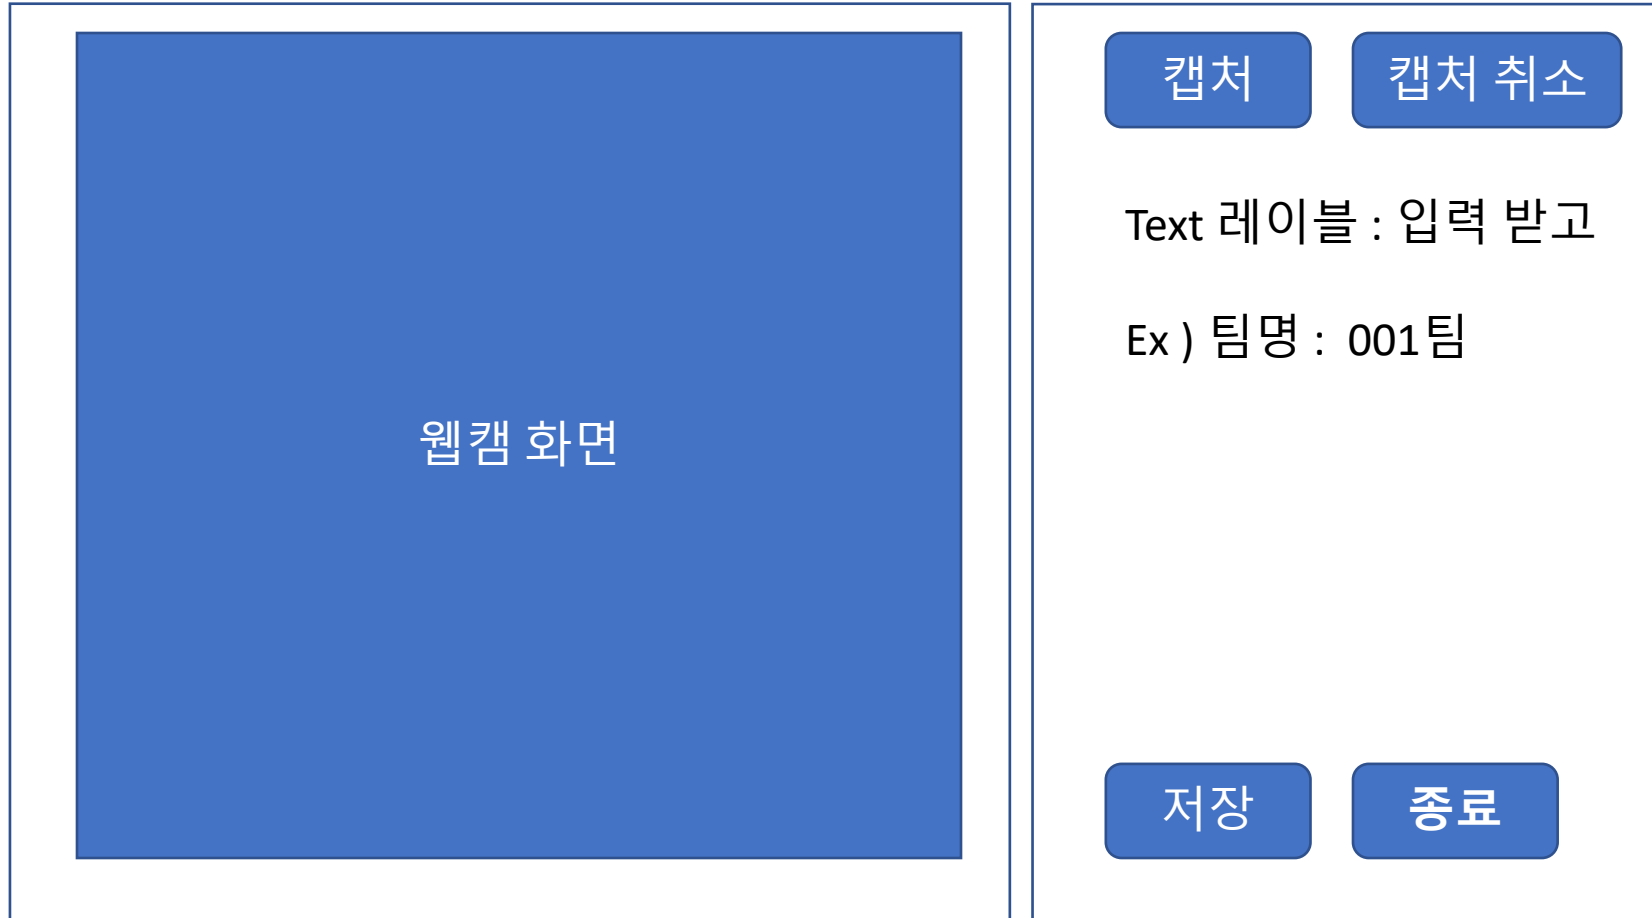 웹캠 화면
캡처
캡처 취소
Text 레이블 : 입력 받고
Ex ) 팀명 : 001팀
저장
종료